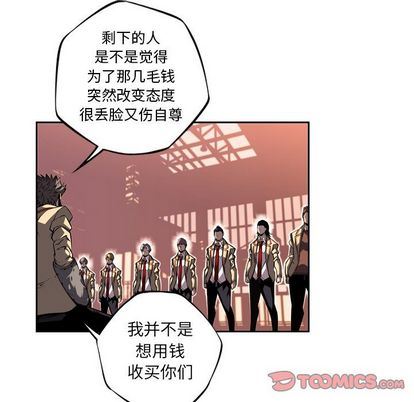 剩下的人
是不是觉得
为了那几毛钱
突然改变态度
很丢脸又伤自尊
我并不是
想用钱
收买你们
TOOMICS.COM